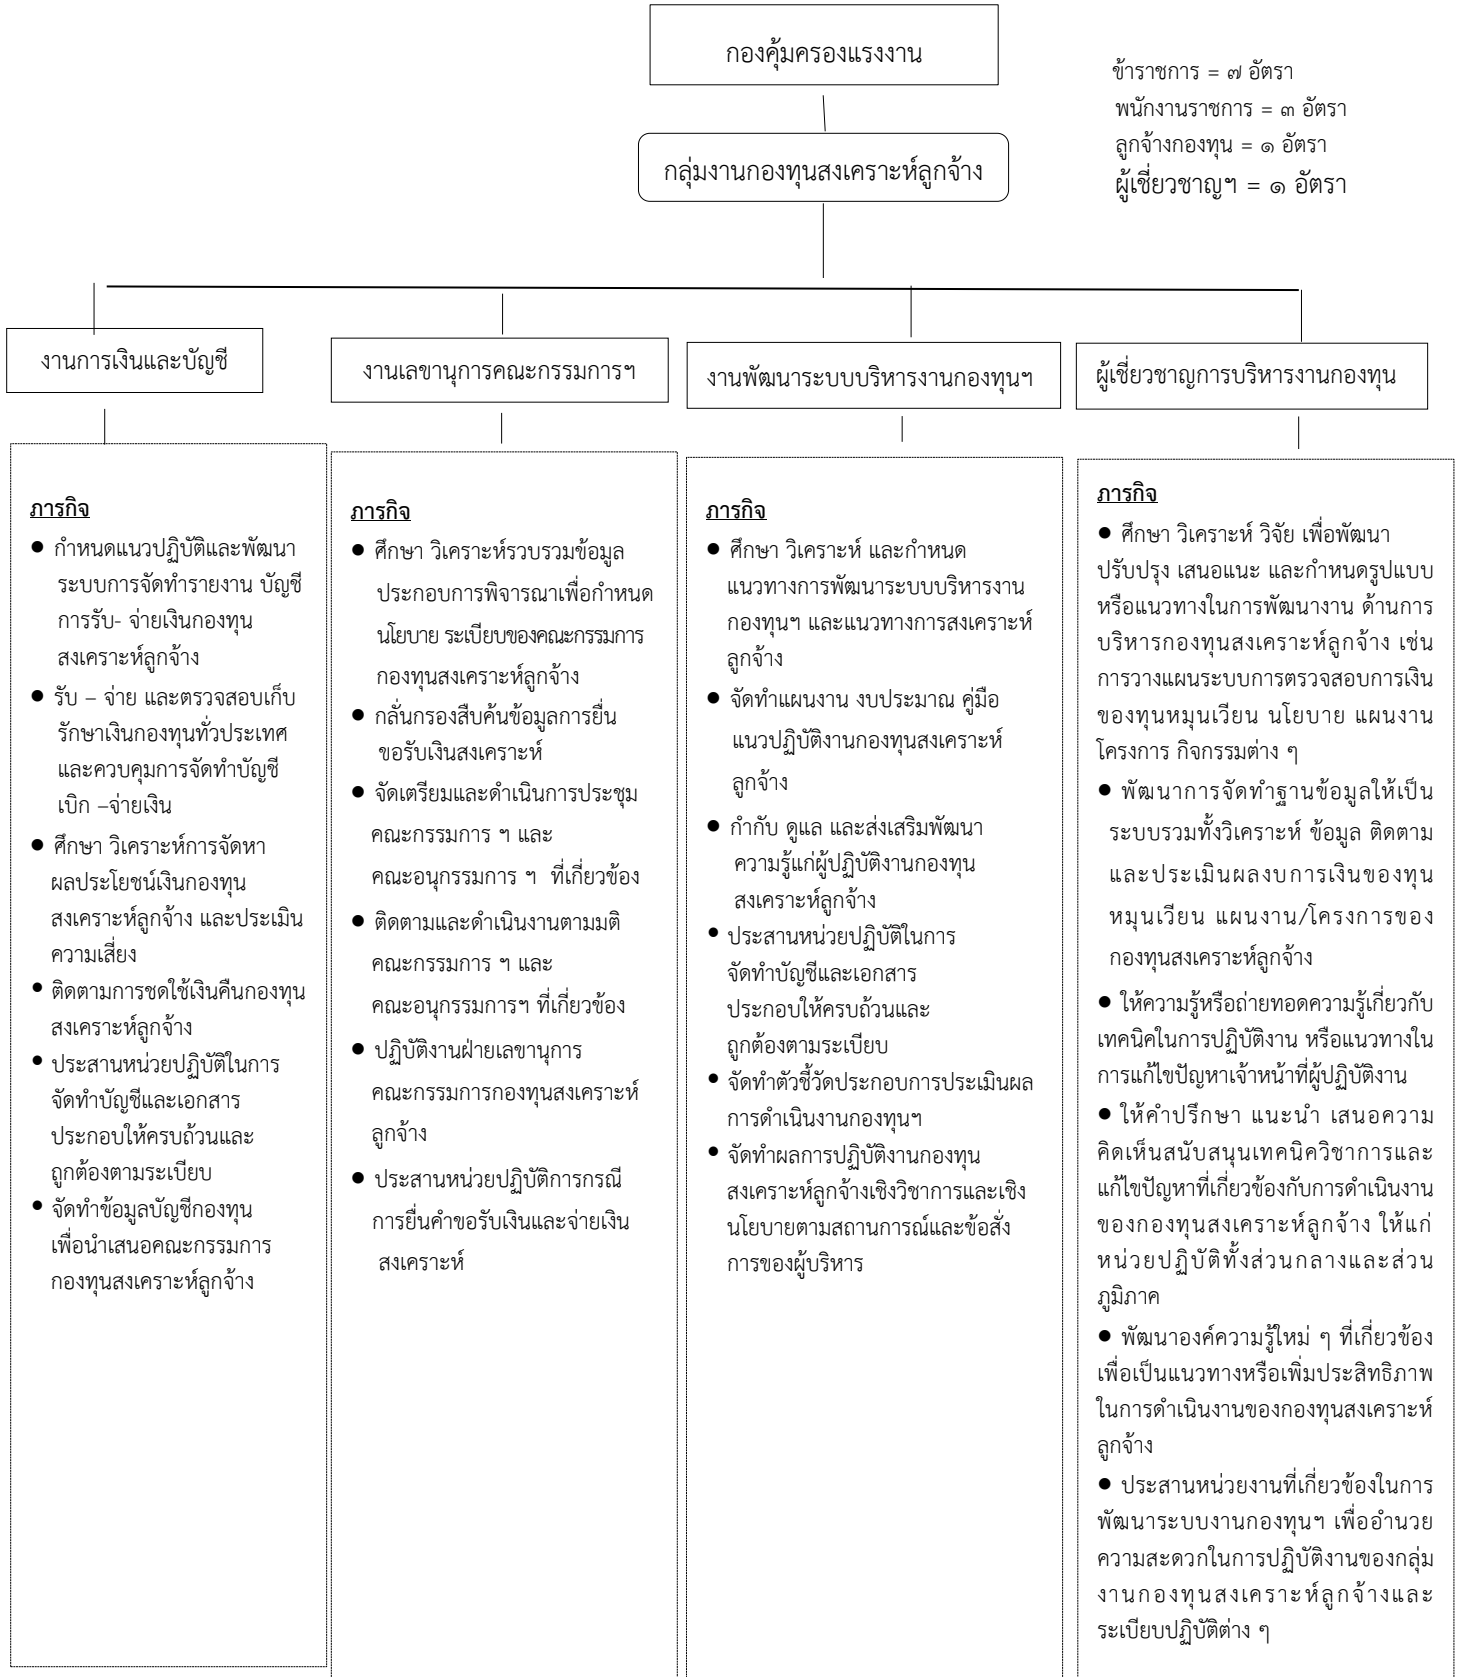 กองคุ้มครองแรงงาน
กลุ่มงานกองทุนสงเคราะห์ลูกจ้าง
ข้าราชการ = ๗ อัตรา
พนักงานราชการ = ๓ อัตรา
ลูกจ้างกองทุน = ๑ อัตรา
ผู้เชี่ยวชาญฯ = ๑ อัตรา
งานการเงินและบัญชี
ภารกิจ
● กำหนดแนวปฏิบัติและพัฒนา
ระบบการจัดทำรายงาน บัญชี
การรับ- จ่ายเงินกองทุน
สงเคราะห์ลูกจ้าง
● รับ – จ่าย และตรวจสอบเก็บ
รักษาเงินกองทุนทั่วประเทศ
และควบคุมการจัดทำบัญชี
เบิก –จ่ายเงิน
● ศึกษา วิเคราะห์การจัดหา
ผลประโยชน์เงินกองทุน
สงเคราะห์ลูกจ้าง และประเมิน
ความเสี่ยง
● ติดตามการชดใช้เงินคืนกองทุน
สงเคราะห์ลูกจ้าง
● ประสานหน่วยปฏิบัติในการ
จัดทำบัญชีและเอกสาร
ประกอบให้ครบถ้วนและ
ถูกต้องตามระเบียบ
● จัดทำข้อมูลบัญชีกองทุน
เพื่อนำเสนอคณะกรรมการ
กองทุนสงเคราะห์ลูกจ้าง
งานเลขานุการคณะกรรมการฯ
ภารกิจ
● ศึกษา วิเคราะห์รวบรวมข้อมูล
ประกอบการพิจารณาเพื่อกำหนด
นโยบาย ระเบียบของคณะกรรมการ
กองทุนสงเคราะห์ลูกจ้าง
● กลั่นกรองสืบค้นข้อมูลการยื่น
ขอรับเงินสงเคราะห์
● จัดเตรียมและดำเนินการประชุม
คณะกรรมการ ฯ และ
คณะอนุกรรมการ ฯ ที่เกี่ยวข้อง
● ติดตามและดำเนินงานตามมติ
คณะกรรมการ ฯ และ
คณะอนุกรรมการฯ ที่เกี่ยวข้อง
● ปฏิบัติงานฝ่ายเลขานุการ
คณะกรรมการกองทุนสงเคราะห์
ลูกจ้าง
● ประสานหน่วยปฏิบัติการกรณี
การยื่นคำขอรับเงินและจ่ายเงิน
สงเคราะห์
งานพัฒนาระบบบริหารงานกองทุนฯ
ภารกิจ
● ศึกษา วิเคราะห์ และกำหนด
แนวทางการพัฒนาระบบบริหารงาน
กองทุนฯ และแนวทางการสงเคราะห์
ลูกจ้าง
● จัดทำแผนงาน งบประมาณ คู่มือ
แนวปฏิบัติงานกองทุนสงเคราะห์
ลูกจ้าง
● กำกับ ดูแล และส่งเสริมพัฒนา
ความรู้แก่ผู้ปฏิบัติงานกองทุน
สงเคราะห์ลูกจ้าง
● ประสานหน่วยปฏิบัติในการ
จัดทำบัญชีและเอกสาร
ประกอบให้ครบถ้วนและ
ถูกต้องตามระเบียบ
● จัดทำตัวชี้วัดประกอบการประเมินผล
การดำเนินงานกองทุนฯ
● จัดทำผลการปฏิบัติงานกองทุน
สงเคราะห์ลูกจ้างเชิงวิชาการและเชิง
นโยบายตามสถานการณ์และข้อสั่ง
การของผู้บริหาร
ผู้เชี่ยวชาญการบริหารงานกองทุน
ภารกิจ
● ศึกษา วิเคราะห์ วิจัย เพื่อพัฒนา
ปรับปรุง เสนอแนะ และกำหนดรูปแบบ
หรือแนวทางในการพัฒนางาน ด้านการ
บริหารกองทุนสงเคราะห์ลูกจ้าง เช่น
การวางแผนระบบการตรวจสอบการเงิน
ของทุนหมุนเวียน นโยบาย แผนงาน
โครงการ กิจกรรมต่าง ๆ
● พัฒนาการจัดทำฐานข้อมูลให้เป็น
ระบบรวมทั้งวิเคราะห์ ข้อมูล ติดตาม
และประเมินผลงบการเงินของทุน
หมุนเวียน แผนงาน/โครงการของ
กองทุนสงเคราะห์ลูกจ้าง
● ให้ความรู้หรือถ่ายทอดความรู้เกี่ยวกับ
เทคนิคในการปฏิบัติงาน หรือแนวทางใน
การแก้ไขปัญหาเจ้าหน้าที่ผู้ปฏิบัติงาน
● ให้คำปรึกษา แนะนำ เสนอความ
คิดเห็นสนับสนุนเทคนิควิชาการและ
แก้ไขปัญหาที่เกี่ยวข้องกับการดำเนินงาน
ของกองทุนสงเคราะห์ลูกจ้าง ให้แก่
หน่วยปฏิบัติทั้งส่วนกลางและส่วน
ภูมิภาค
● พัฒนาองค์ความรู้ใหม่ ๆ ที่เกี่ยวข้อง
เพื่อเป็นแนวทางหรือเพิ่มประสิทธิภาพ
ในการดำเนินงานของกองทุนสงเคราะห์
ลูกจ้าง
● ประสานหน่วยงานที่เกี่ยวข้องในการ
พัฒนาระบบงานกองทุนฯ เพื่ออำนวย
ความสะดวกในการปฏิบัติงานของกลุ่ม
งานกองทุนสงเคราะห์ลูกจ้างและ
ระเบียบปฏิบัติต่าง ๆ